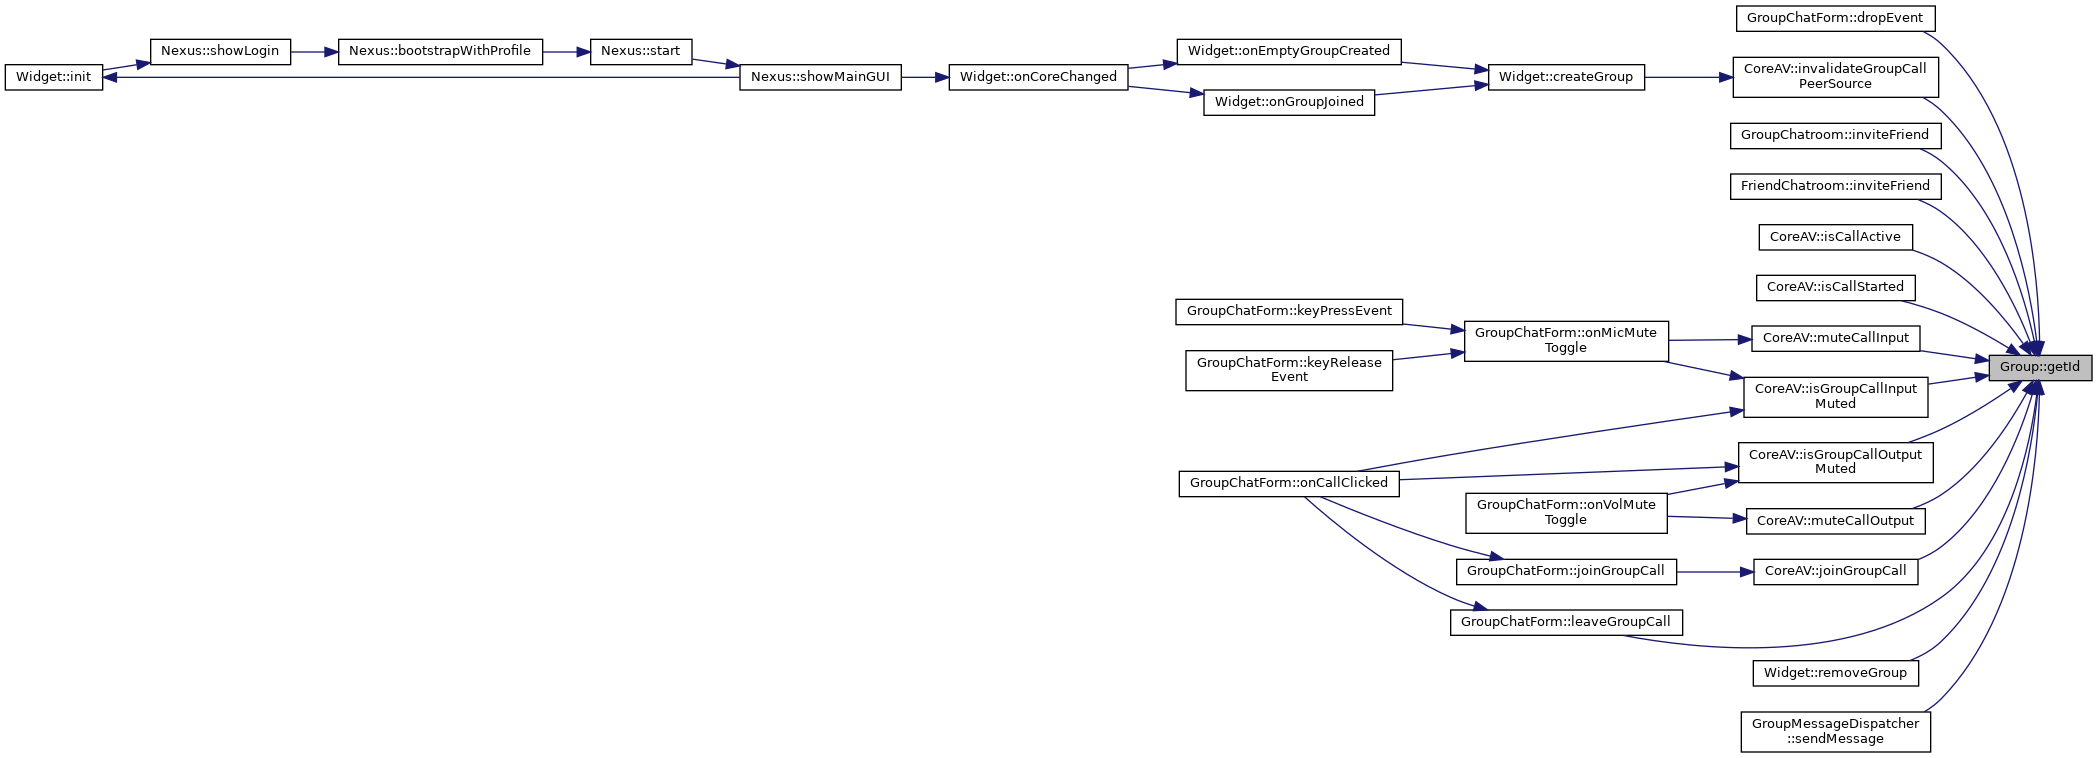 GroupChatForm::dropEvent
Nexus::showLogin
Nexus::bootstrapWithProfile
Nexus::start
Widget::onEmptyGroupCreated
Widget::init
Nexus::showMainGUI
Widget::onCoreChanged
Widget::createGroup
CoreAV::invalidateGroupCall
PeerSource
Widget::onGroupJoined
GroupChatroom::inviteFriend
FriendChatroom::inviteFriend
CoreAV::isCallActive
CoreAV::isCallStarted
GroupChatForm::keyPressEvent
GroupChatForm::onMicMute
Toggle
CoreAV::muteCallInput
GroupChatForm::keyRelease
Event
Group::getId
CoreAV::isGroupCallInput
Muted
CoreAV::isGroupCallOutput
Muted
GroupChatForm::onCallClicked
GroupChatForm::onVolMute
Toggle
CoreAV::muteCallOutput
GroupChatForm::joinGroupCall
CoreAV::joinGroupCall
GroupChatForm::leaveGroupCall
Widget::removeGroup
GroupMessageDispatcher
::sendMessage